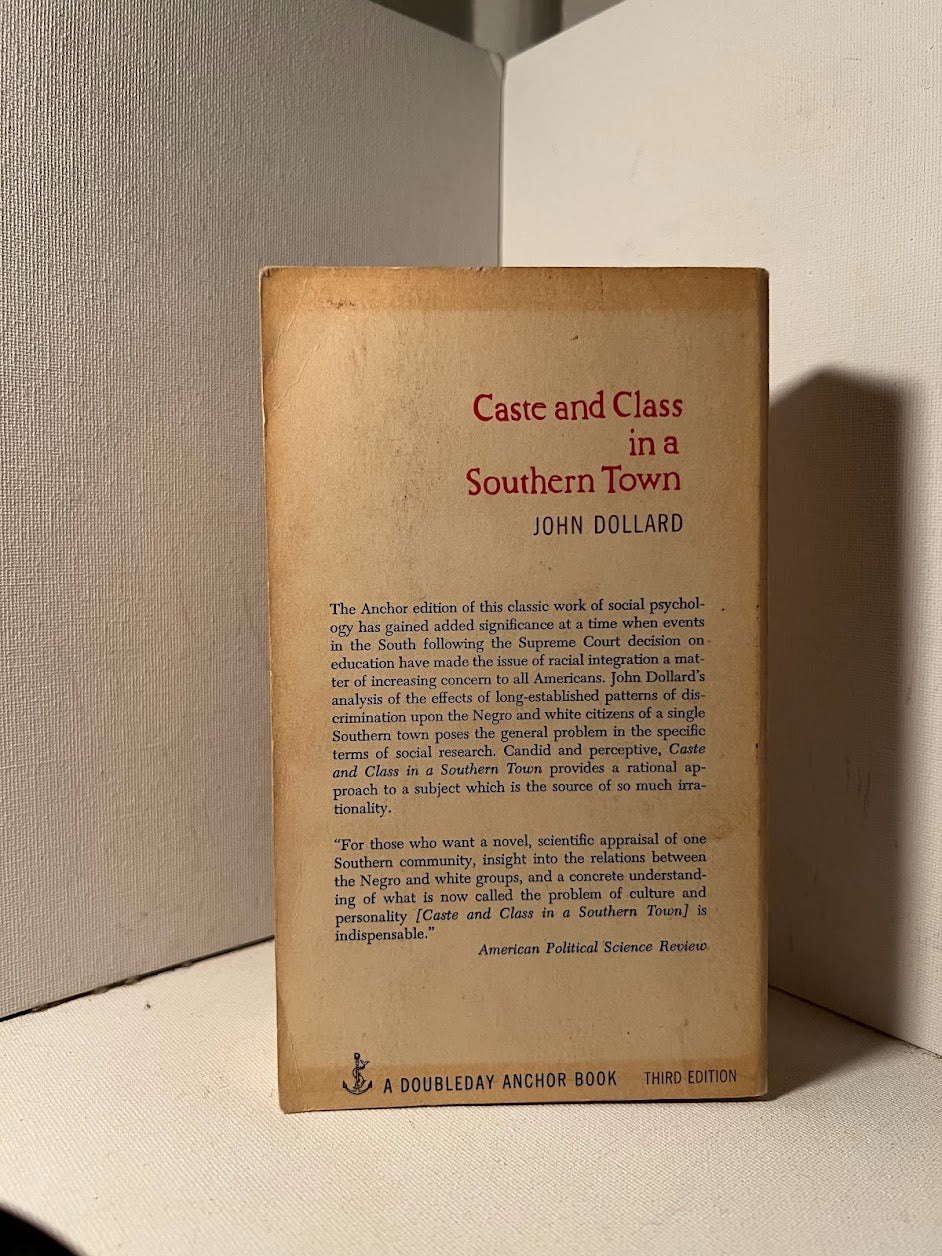 Caste and Class
in a
Southern Town
JOHN DOLLARD
The Anchor edition of this classic work of social psychol-
ogy has gained added significance at a time when events
in the South following the Supreme Court decision on
education have made the issue of racial integration a mat-
ter of increasing concern to all Americans. John Dollard's
analysis of the effects of long-established patterns of dis-
crimination upon the Negro and white citizens of a single
Southern town poses the general problem in the specific
terms of social research. Candid and perceptive, Caste
and Class in a Southern Town provides a rational ap-
proach to a subject which is the source of so much irra-
tionality.
“For those who want a novel, scientific appraisal of one
Southern community, insight into the relations between
the Negro and white groups, and a concrete understand-
ing of what is now called the problem of culture and
personality [Caste and Class in a Southern Town] is
indispensable.”
American Political Science Review
A DOUBLEDAY ANCHOR BOOK THIRD EDITION